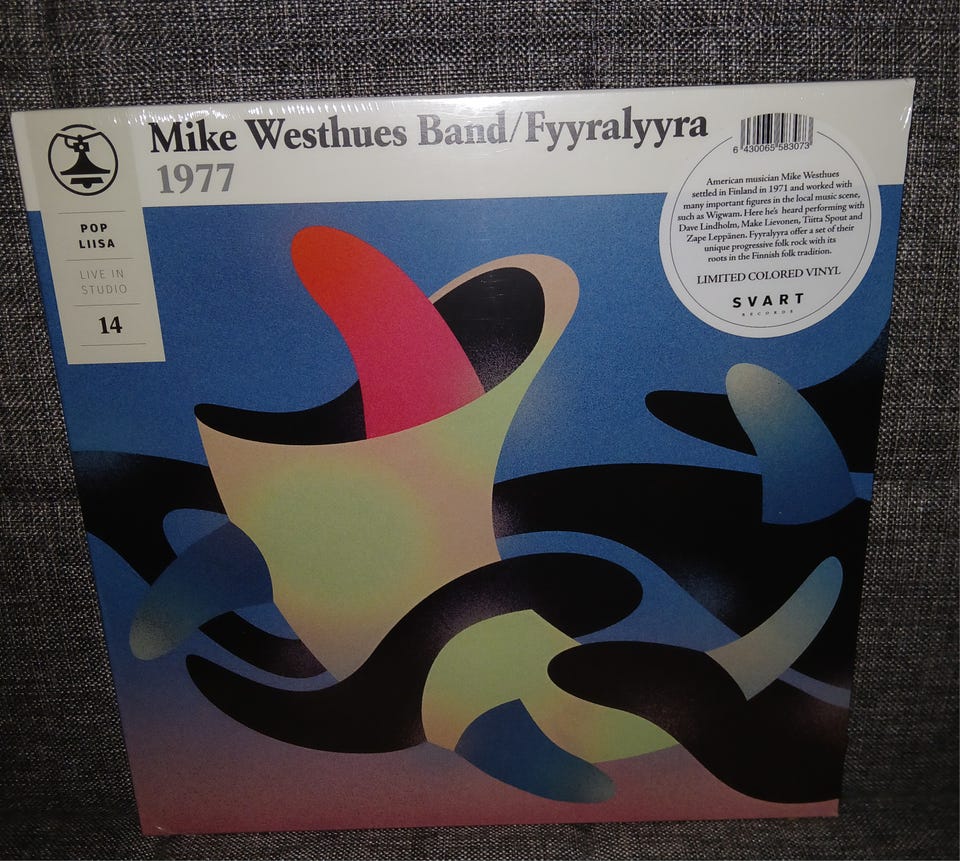 Mike Westhues Band/Fyyralyyra
1977
POP
LIISA
LIVE IN
STUDIO
14
6 430065 583073
American musician Mike Westhues
settled in Finland in 1971 and worked with
many important figures in the local music scene,
such as Wigwam. Here he's heard performing with
Dave Lindholm, Make Lievonen, Tiitta Spout and
Zape Leppänen. Fyyralyyra offer a set of their
unique progressive folk rock with its
roots in the Finnish folk tradition.
LIMITED COLORED VINYL
SVART
RECORDS